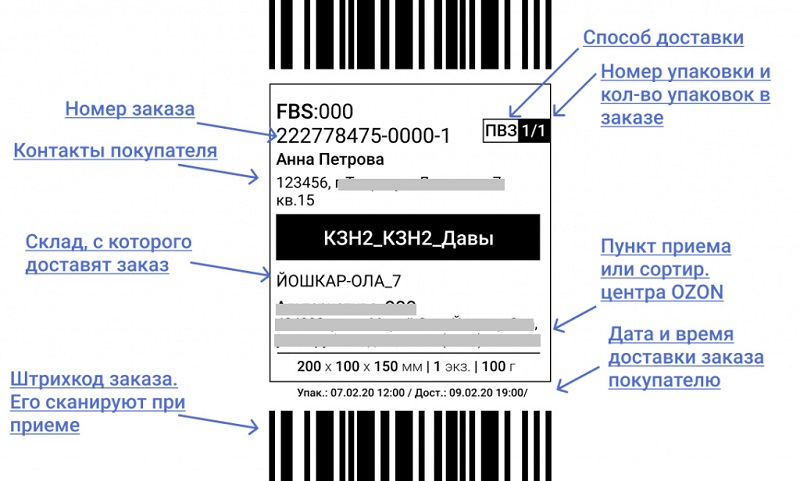 Способ доставки
Номер упаковки и
кол-во упаковок в
заказе
Номер заказа
Контакты покупателя
FBS:000
222778475-0000-1
ПВЗ 1/1
Анна Петрова
123456,
кв.15
КЗН2_КЗН2_Давы
Склад, с которого
доставят заказ
ЙОШКАР-ОЛА_7
Пункт приема
или сортир.
центра OZON
200 x 100 x 150 мм | 1 экз. | 100 г
Упак.: 07.02.20 12:00 / Дост.: 09.02.20 19:00/
Дата и время
доставки заказа
покупателю
Штрихкод заказа.
Его сканируют при
приеме